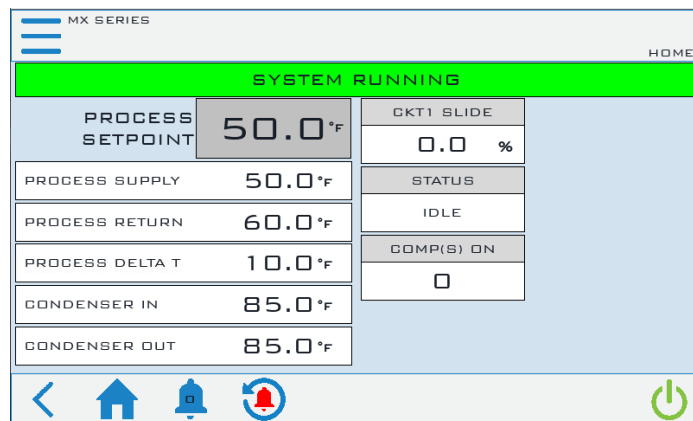 MX SERIES
HOME
SYSTEM RUNNING
PROCESS
SETPOINT
50.0 °F
PROCESS SUPPLY 50.0 °F
PROCESS RETURN 60.0 °F
PROCESS DELTA T 10.0 °F
CONDENSER IN 85.0 °F
CONDENSER OUT 85.0 °F
CKT1 SLIDE
0.0 %
STATUS
IDLE
COMP(S) ON
0
0